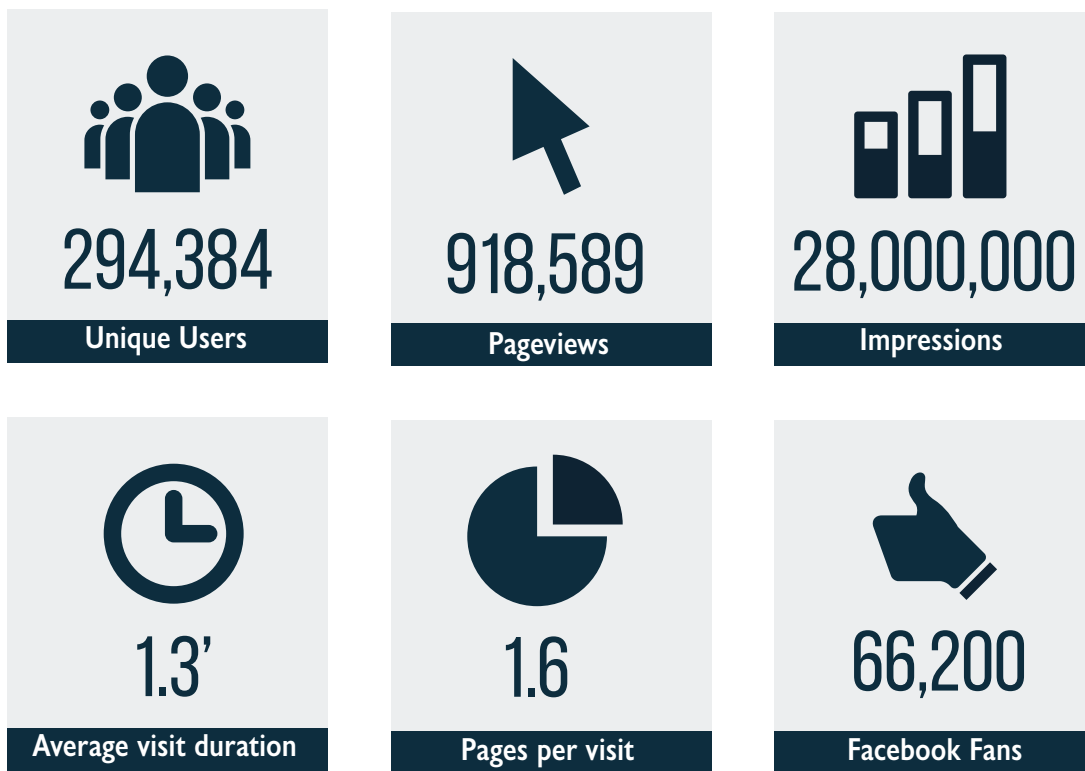 294,384
Unique Users
918,589
Pageviews
28,000,000
Impressions
1.3’
Average visit duration
1.6
Pages per visit
66,200
Facebook Fans